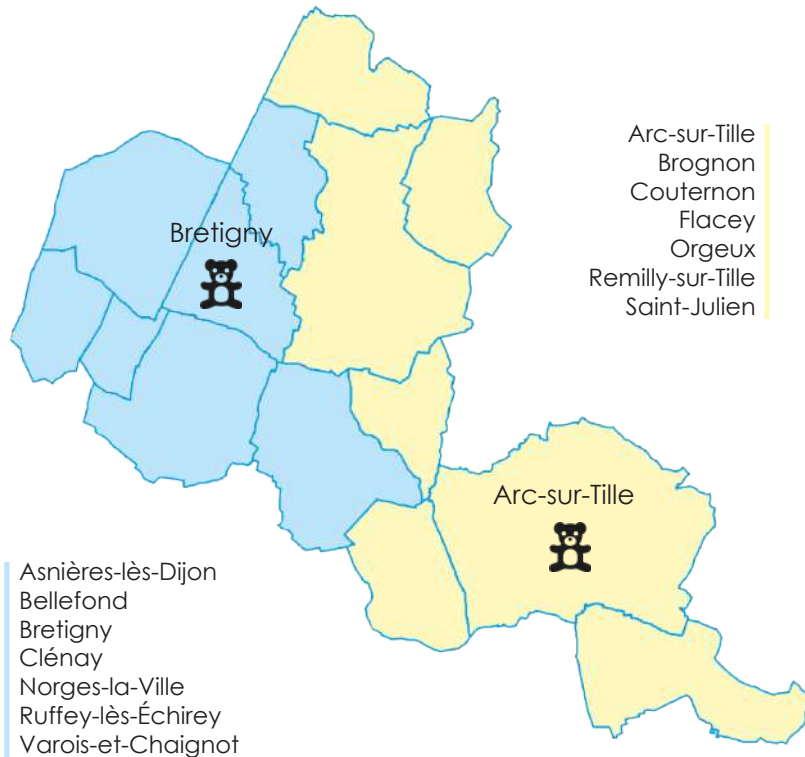 Arc-sur-Tille
Brognon
Couternon
Flacey
Orgeux
Remilly-sur-Tille
Saint-Julien
Bretigny
Arc-sur-Tille
Asnières-lès-Dijon
Bellefond
Bretigny
Clénay
Norges-la-Ville
Ruffey-lès-Échirey
Varois-et-Chaignot